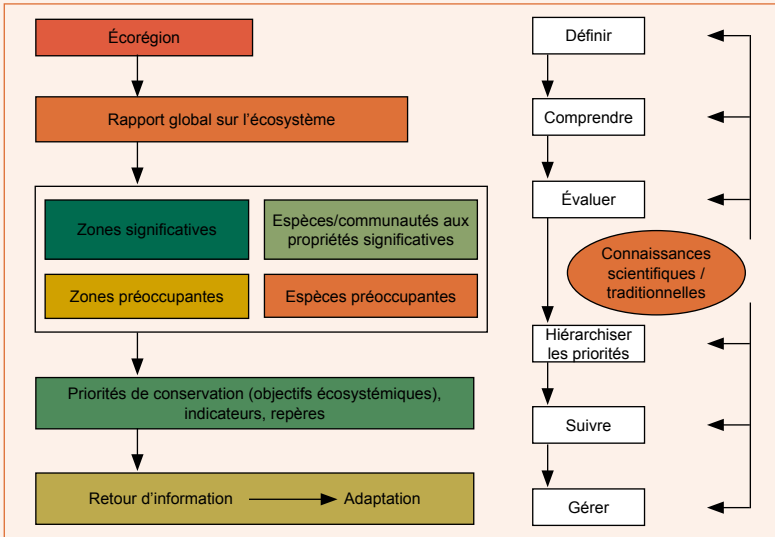 Écorégion
Rapport global sur l’écosystème
Zones significatives
Espèces/communautés aux
propriétés significatives
Zones préoccupantes
Espèces préoccupantes
Priorités de conservation (objectifs écosystémiques),
indicateurs, repères
Retour d’information
Adaptation
Définir
Comprendre
Évaluer
Connaissances
scientifiques /
traditionnelles
Hiérarchiser
les priorités
Suivre
Gérer